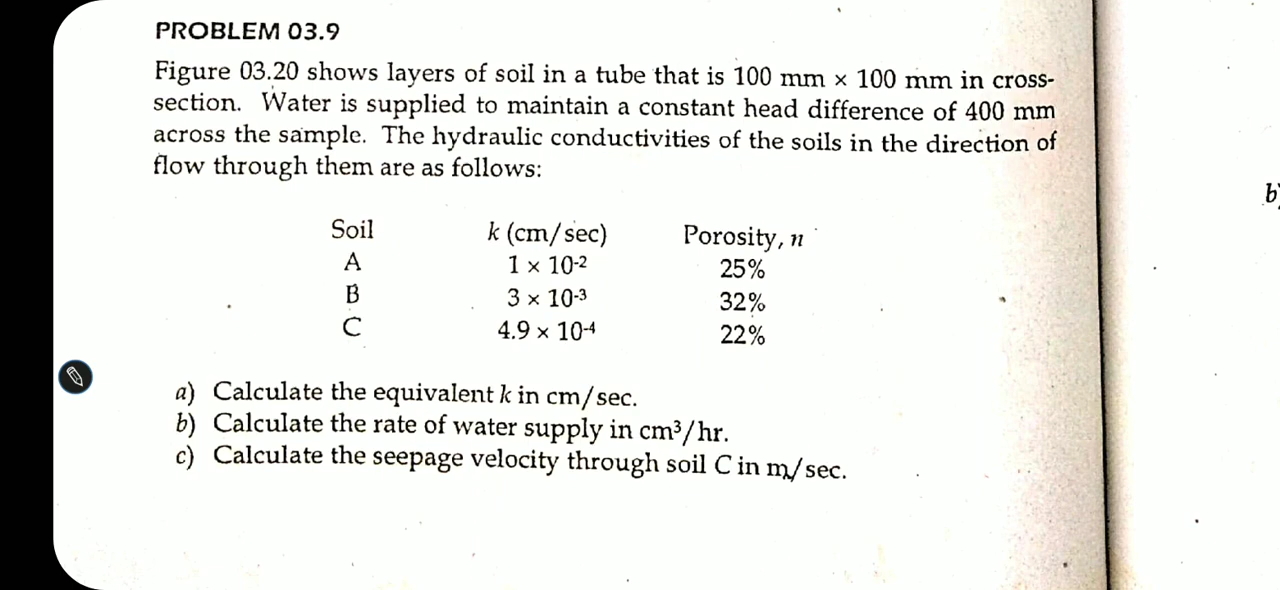 PROBLEM 03.9
Figure 03.20 shows layers of soil in a tube that is 100 mm × 100 mm in cross-
section. Water is supplied to maintain a constant head difference of 400 mm
across the sample. The hydraulic conductivities of the soils in the direction of
flow through them are as follows:
Soil k (cm/sec) Porosity, n
A 1 × 10⁻² 25%
B 3 × 10⁻³ 32%
C 4.9 × 10⁻⁴ 22%
a) Calculate the equivalent k in cm/sec.
b) Calculate the rate of water supply in cm³/hr.
c) Calculate the seepage velocity through soil C in m/sec.
b)